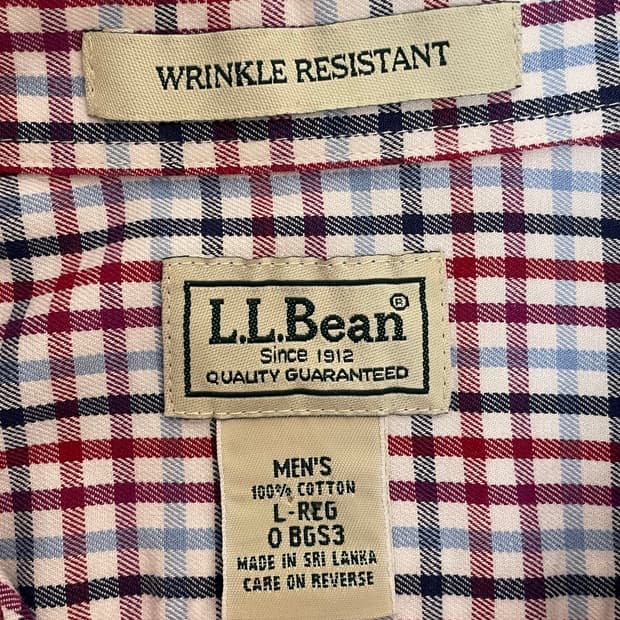 WRINKLE RESISTANT
L.L.Bean®
Since 1912
QUALITY GUARANTEED
MEN'S
100% COTTON
L-REG
0 BGS3
MADE IN SRI LANKA
CARE ON REVERSE